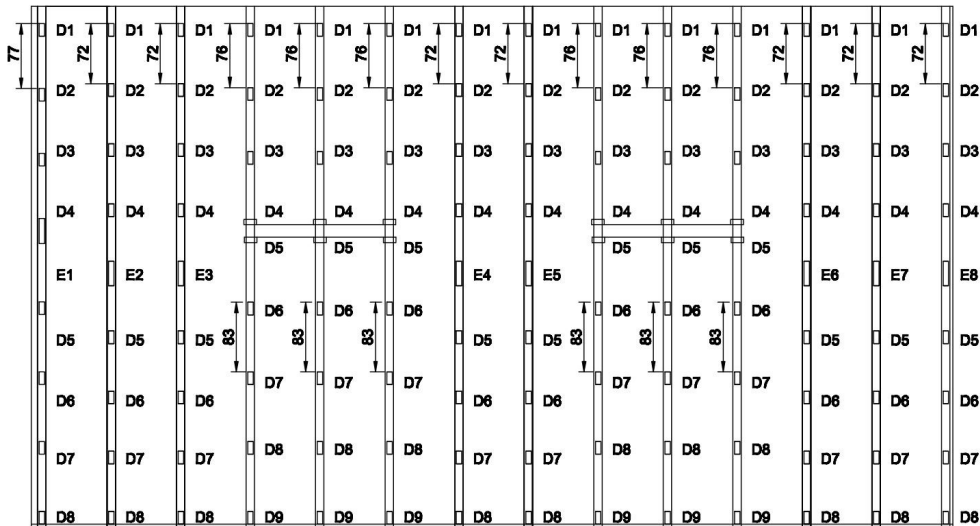 D1 D1 D1 D1 D1 D1 D1 D1 D1 D1 D1 D1 D1 D1
77 72 72 76 76 76 72 72 76 76 76 72 72 72
D2 D2 D2 D2 D2 D2 D2 D2 D2 D2 D2 D2 D2 D2
D3 D3 D3 D3 D3 D3 D3 D3 D3 D3 D3 D3 D3 D3
D4 D4 D4 D4 D4 D4 D4 D4 D4 D4 D4 D4 D4 D4
D5 D5 D5 D5 D5 D5
E1 E2 E3 E4 E5 E6 E7 E8
D6 D6 D6 D6 D6 D6
D5 D5 D5 83 83 83 D5 D5 83 83 83 D5 D5 D5
D7 D7 D7 D7 D7 D7
D6 D6 D6 D6 D6 D6 D6 D6
D8 D8 D8 D8 D8 D8
D7 D7 D7 D7 D7 D7 D7 D7
D8 D8 D8 D9 D9 D9 D8 D8 D9 D9 D9 D8 D8 D8